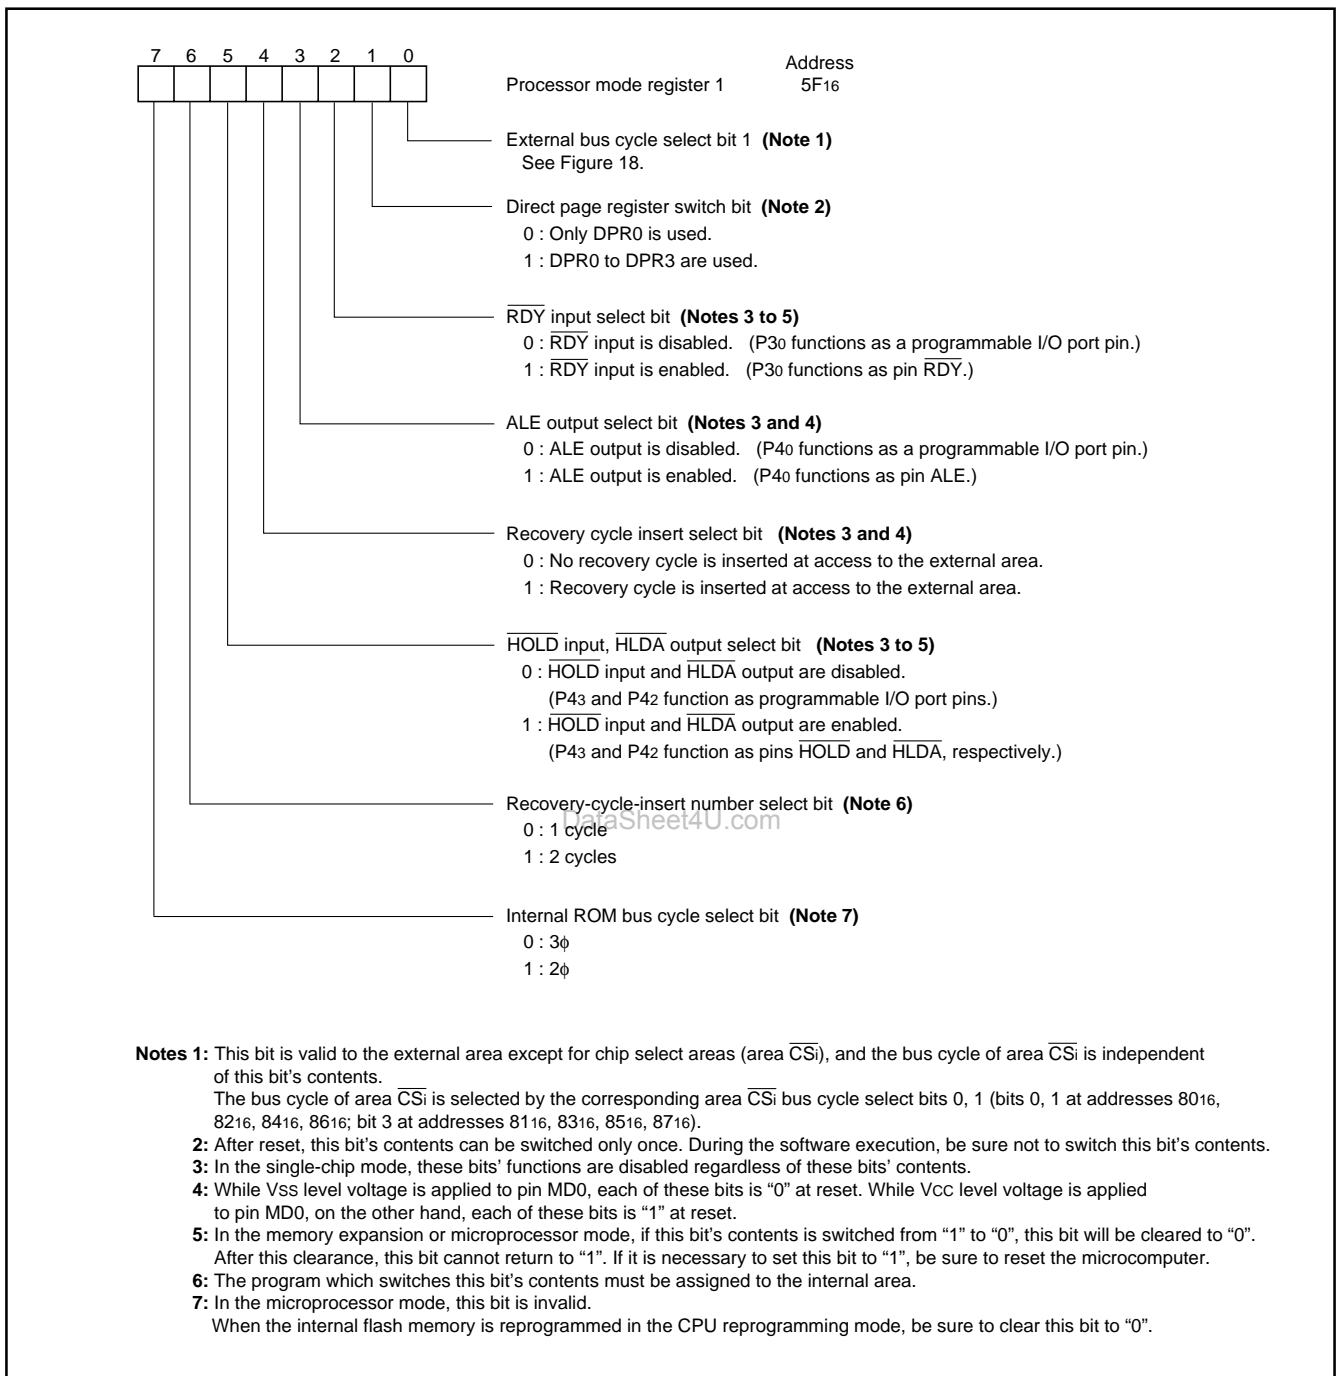 7 6 5 4 3 2 1 0
Address
Processor mode register 1 5F16
External bus cycle select bit 1 (Note 1)
See Figure 18.
Direct page register switch bit (Note 2)
0 : Only DPR0 is used.
1 : DPR0 to DPR3 are used.
RDY input select bit (Notes 3 to 5)
0 : RDY input is disabled. (P30 functions as a programmable I/O port pin.)
1 : RDY input is enabled. (P30 functions as pin RDY.)
ALE output select bit (Notes 3 and 4)
0 : ALE output is disabled. (P40 functions as a programmable I/O port pin.)
1 : ALE output is enabled. (P40 functions as pin ALE.)
Recovery cycle insert select bit (Notes 3 and 4)
0 : No recovery cycle is inserted at access to the external area.
1 : Recovery cycle is inserted at access to the external area.
HOLD input, HLDA output select bit (Notes 3 to 5)
0 : HOLD input and HLDA output are disabled.
(P43 and P42 function as programmable I/O port pins.)
1 : HOLD input and HLDA output are enabled.
(P43 and P42 function as pins HOLD and HLDA, respectively.)
Recovery-cycle-insert number select bit (Note 6)
DataSheet4U.com
0 : 1 cycle
1 : 2 cycles
Internal ROM bus cycle select bit (Note 7)
0 : 3ϕ
1 : 2ϕ
Notes 1: This bit is valid to the external area except for chip select areas (area CSi), and the bus cycle of area CSi is independent
of this bit’s contents.
The bus cycle of area CSi is selected by the corresponding area CSi bus cycle select bits 0, 1 (bits 0, 1 at addresses 8016,
8216, 8416, 8616; bit 3 at addresses 8116, 8316, 8516, 8716).
2: After reset, this bit’s contents can be switched only once. During the software execution, be sure not to switch this bit’s contents.
3: In the single-chip mode, these bits’ functions are disabled regardless of these bits’ contents.
4: While VSS level voltage is applied to pin MD0, each of these bits is “0” at reset. While VCC level voltage is applied
to pin MD0, on the other hand, each of these bits is “1” at reset.
5: In the memory expansion or microprocessor mode, if this bit’s contents is switched from “1” to “0”, this bit will be cleared to “0”.
After this clearance, this bit cannot return to “1”. If it is necessary to set this bit to “1”, be sure to reset the microcomputer.
6: The program which switches this bit’s contents must be assigned to the internal area.
7: In the microprocessor mode, this bit is invalid.
When the internal flash memory is reprogrammed in the CPU reprogramming mode, be sure to clear this bit to “0”.